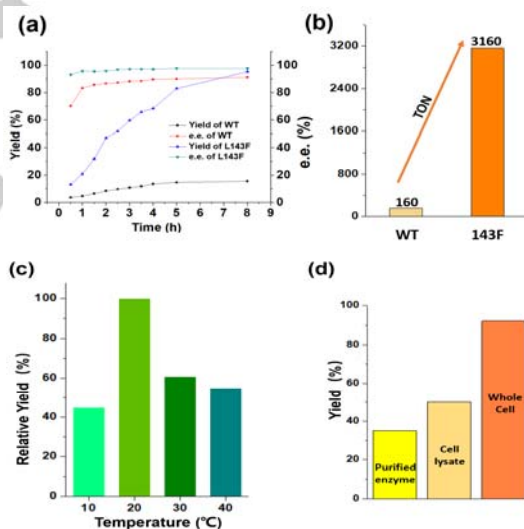 (a)
100
80
60
40
20
0
Yield (%)
100
80
60
40
20
0
e.e. (%)
Yield of WT
e.e. of WT
Yield of L143F
e.e. of L143F
0 1 2 3 4 5 6 7 8 9
Time (h)
(b)
3200
2400
1600
800
0
160
3160
TON
WT 143F
(c)
100
80
60
40
20
0
Relative Yield (%)
10 20 30 40
Temperature (℃)
(d)
100
80
60
40
20
0
Yield (%)
Purified
enzyme
Cell
lysate
Whole
Cell